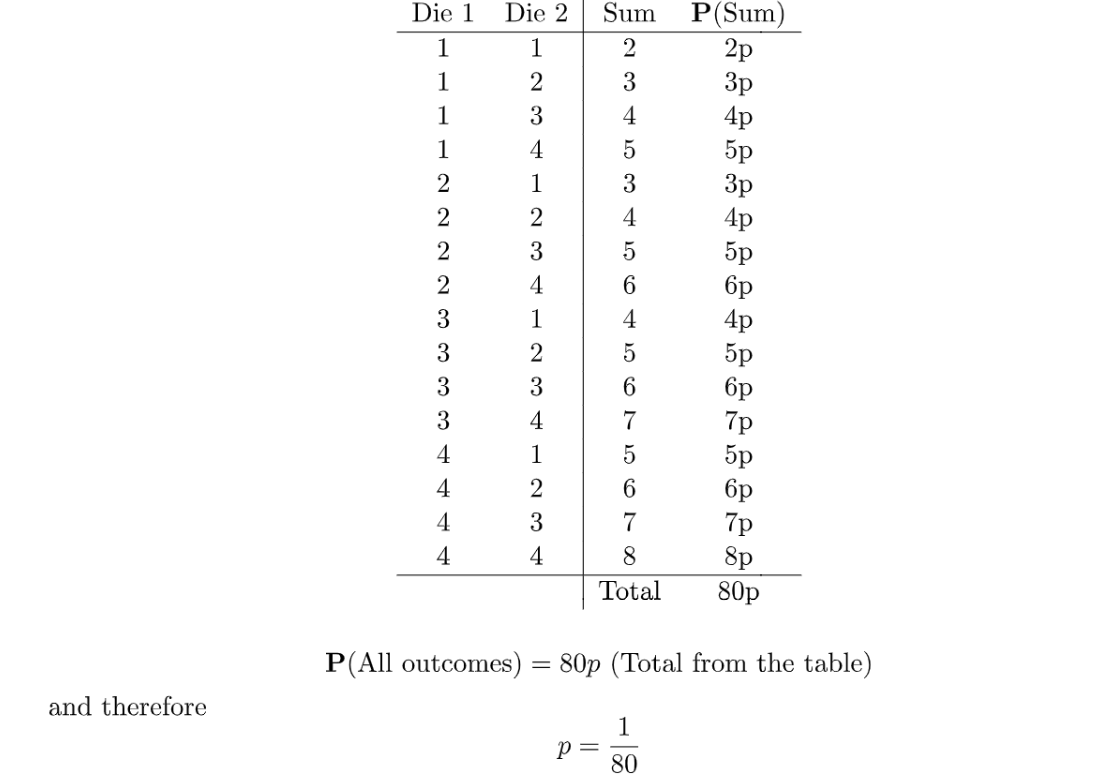 Die 1 Die 2 Sum P(Sum)
1 1 2 2p
1 2 3 3p
1 3 4 4p
1 4 5 5p
2 1 3 3p
2 2 4 4p
2 3 5 5p
2 4 6 6p
3 1 4 4p
3 2 5 5p
3 3 6 6p
3 4 7 7p
4 1 5 5p
4 2 6 6p
4 3 7 7p
4 4 8 8p
Total 80p
P(All outcomes) = 80p (Total from the table)
and therefore
p = 1/80